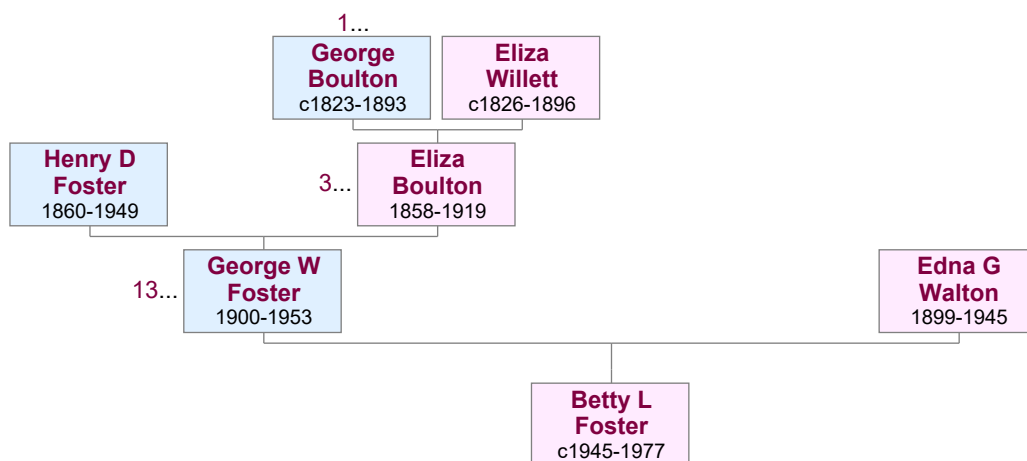 1...
George
Boulton
c1823-1893
Eliza
Willett
c1826-1896
Henry D
Foster
1860-1949
3...
Eliza
Boulton
1858-1919
13...
George W
Foster
1900-1953
Edna G
Walton
1899-1945
Betty L
Foster
c1945-1977